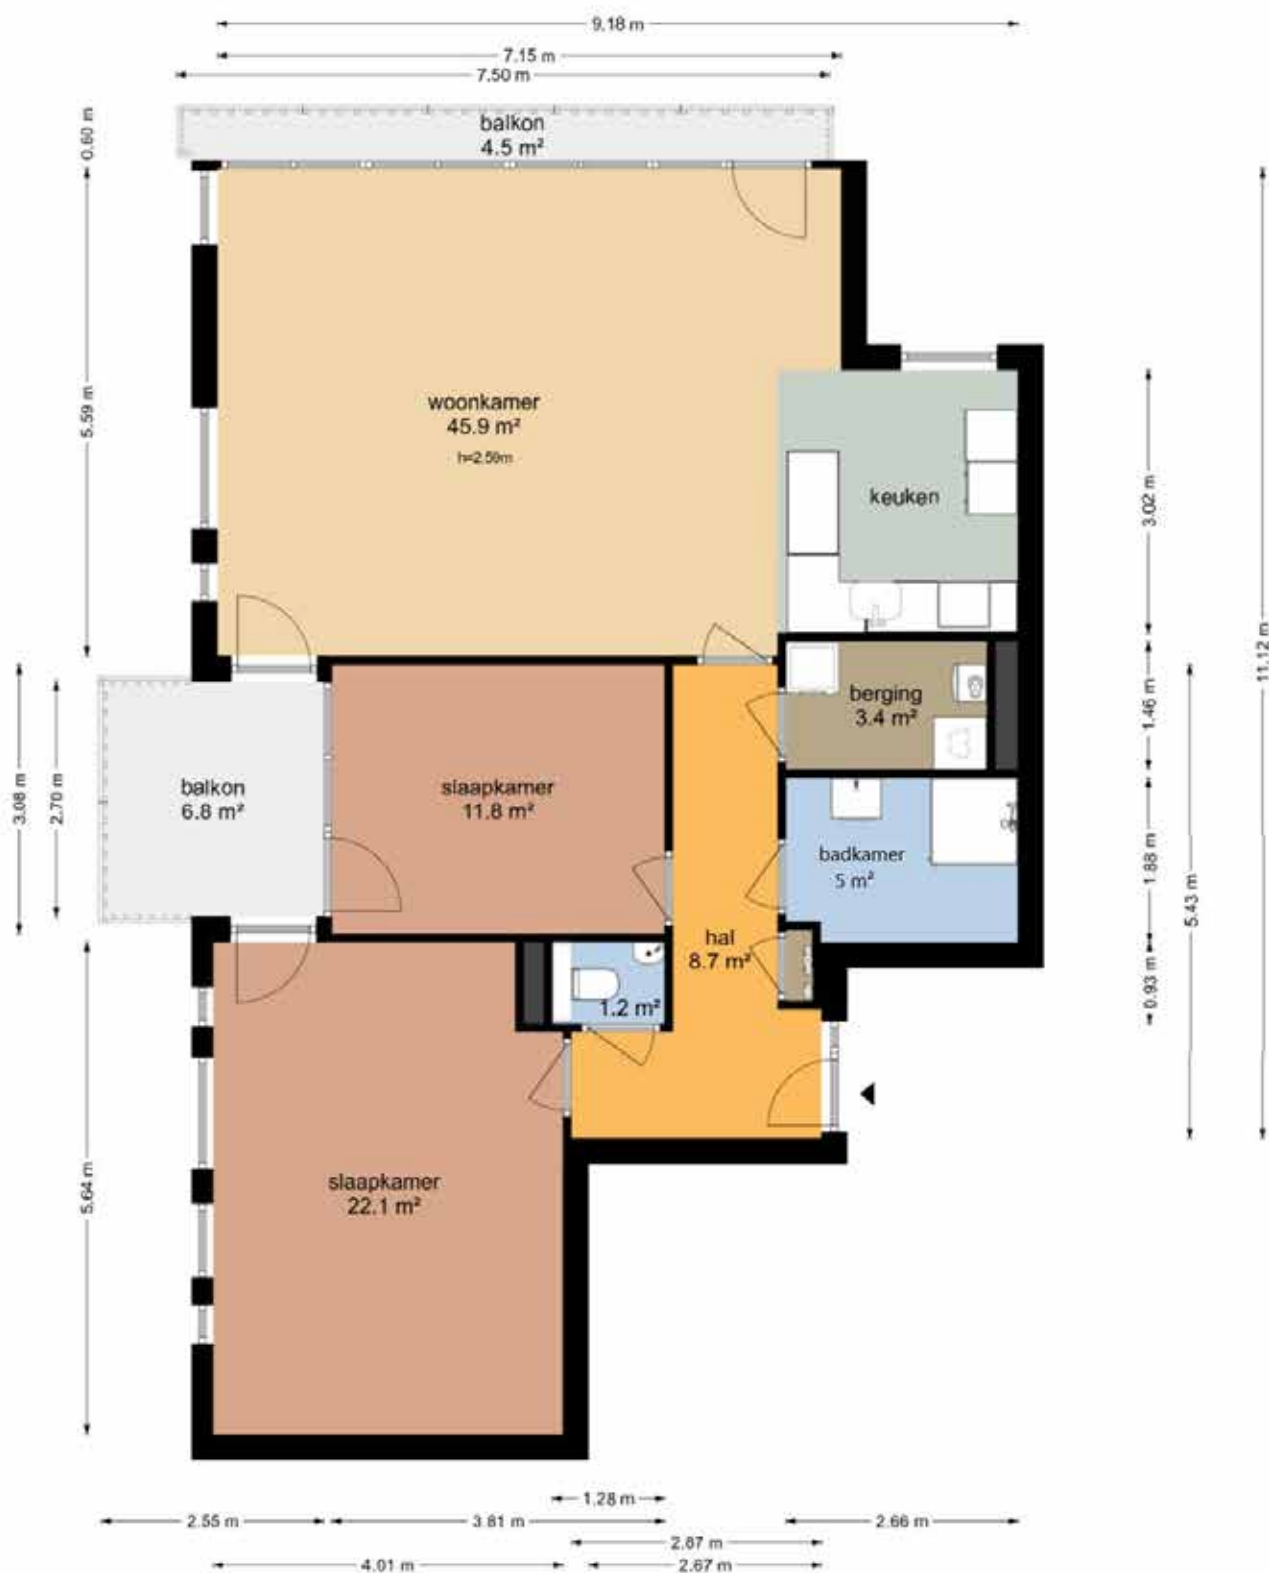 9.18 m
7.15 m
7.50 m
0.60 m
balkon
4.5 m²
5.59 m
woonkamer
45.9 m²
h=2.59m
keuken
3.02 m
11.12 m
berging
3.4 m²
1.46 m
3.08 m
2.70 m
balkon
6.8 m²
slaapkamer
11.8 m²
badkamer
5 m²
1.88 m
5.43 m
hal
8.7 m²
0.93 m
1.2 m²
5.64 m
slaapkamer
22.1 m²
1.28 m
2.55 m
3.81 m
2.66 m
2.87 m
4.01 m
2.67 m